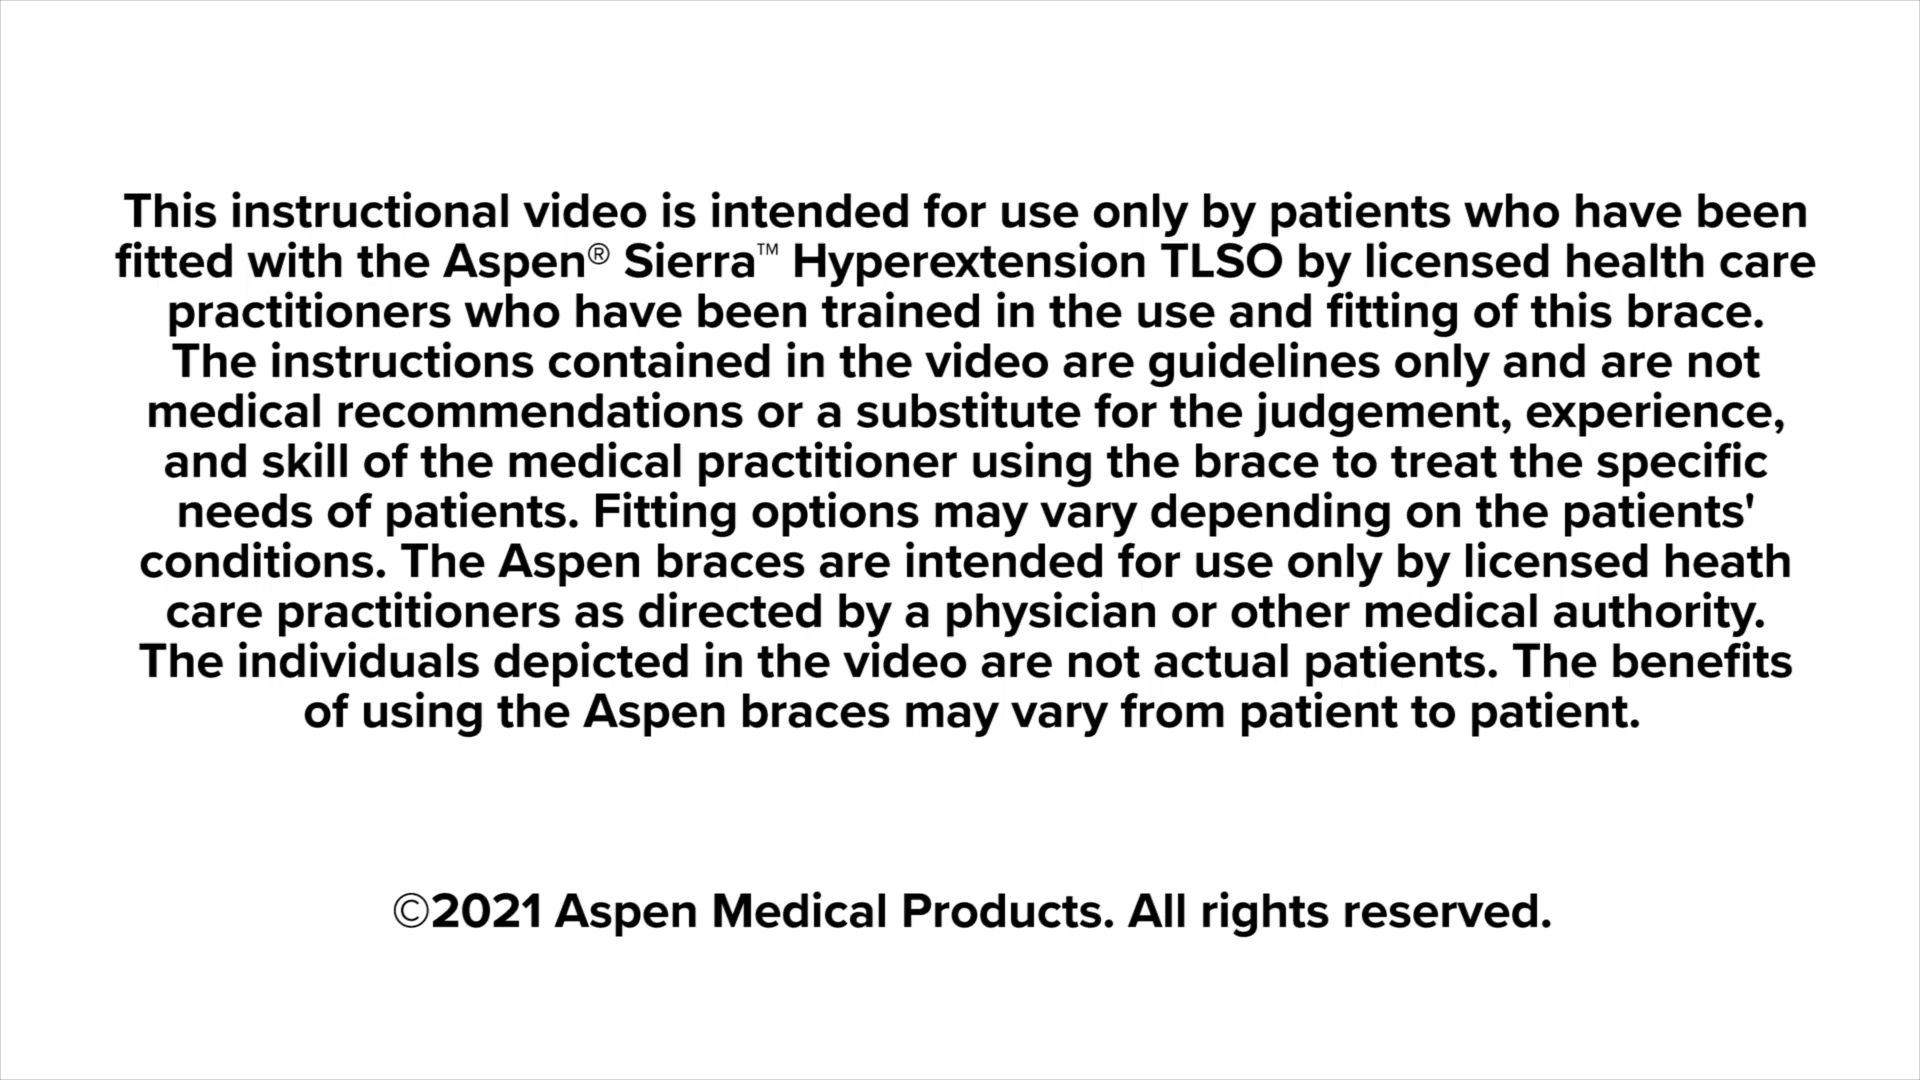 This instructional video is intended for use only by patients who have been
fitted with the Aspen® Sierra™ Hyperextension TLSO by licensed health care
practitioners who have been trained in the use and fitting of this brace.
The instructions contained in the video are guidelines only and are not
medical recommendations or a substitute for the judgement, experience,
and skill of the medical practitioner using the brace to treat the specific
needs of patients. Fitting options may vary depending on the patients'
conditions. The Aspen braces are intended for use only by licensed heath
care practitioners as directed by a physician or other medical authority.
The individuals depicted in the video are not actual patients. The benefits
of using the Aspen braces may vary from patient to patient.
©2021 Aspen Medical Products. All rights reserved.